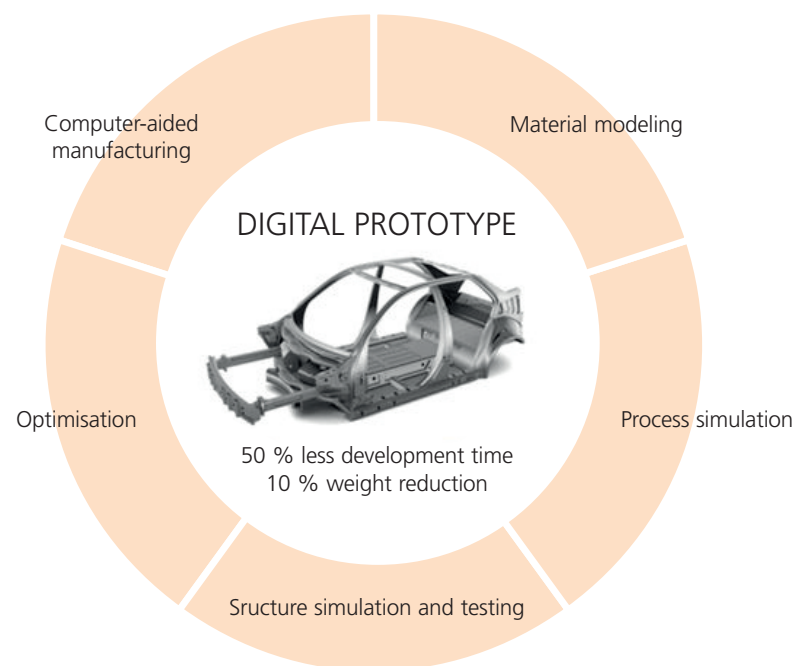 Computer-aided
manufacturing
Material modeling
DIGITAL PROTOTYPE
Optimisation
Process simulation
50 % less development time
10 % weight reduction
Sructure simulation and testing